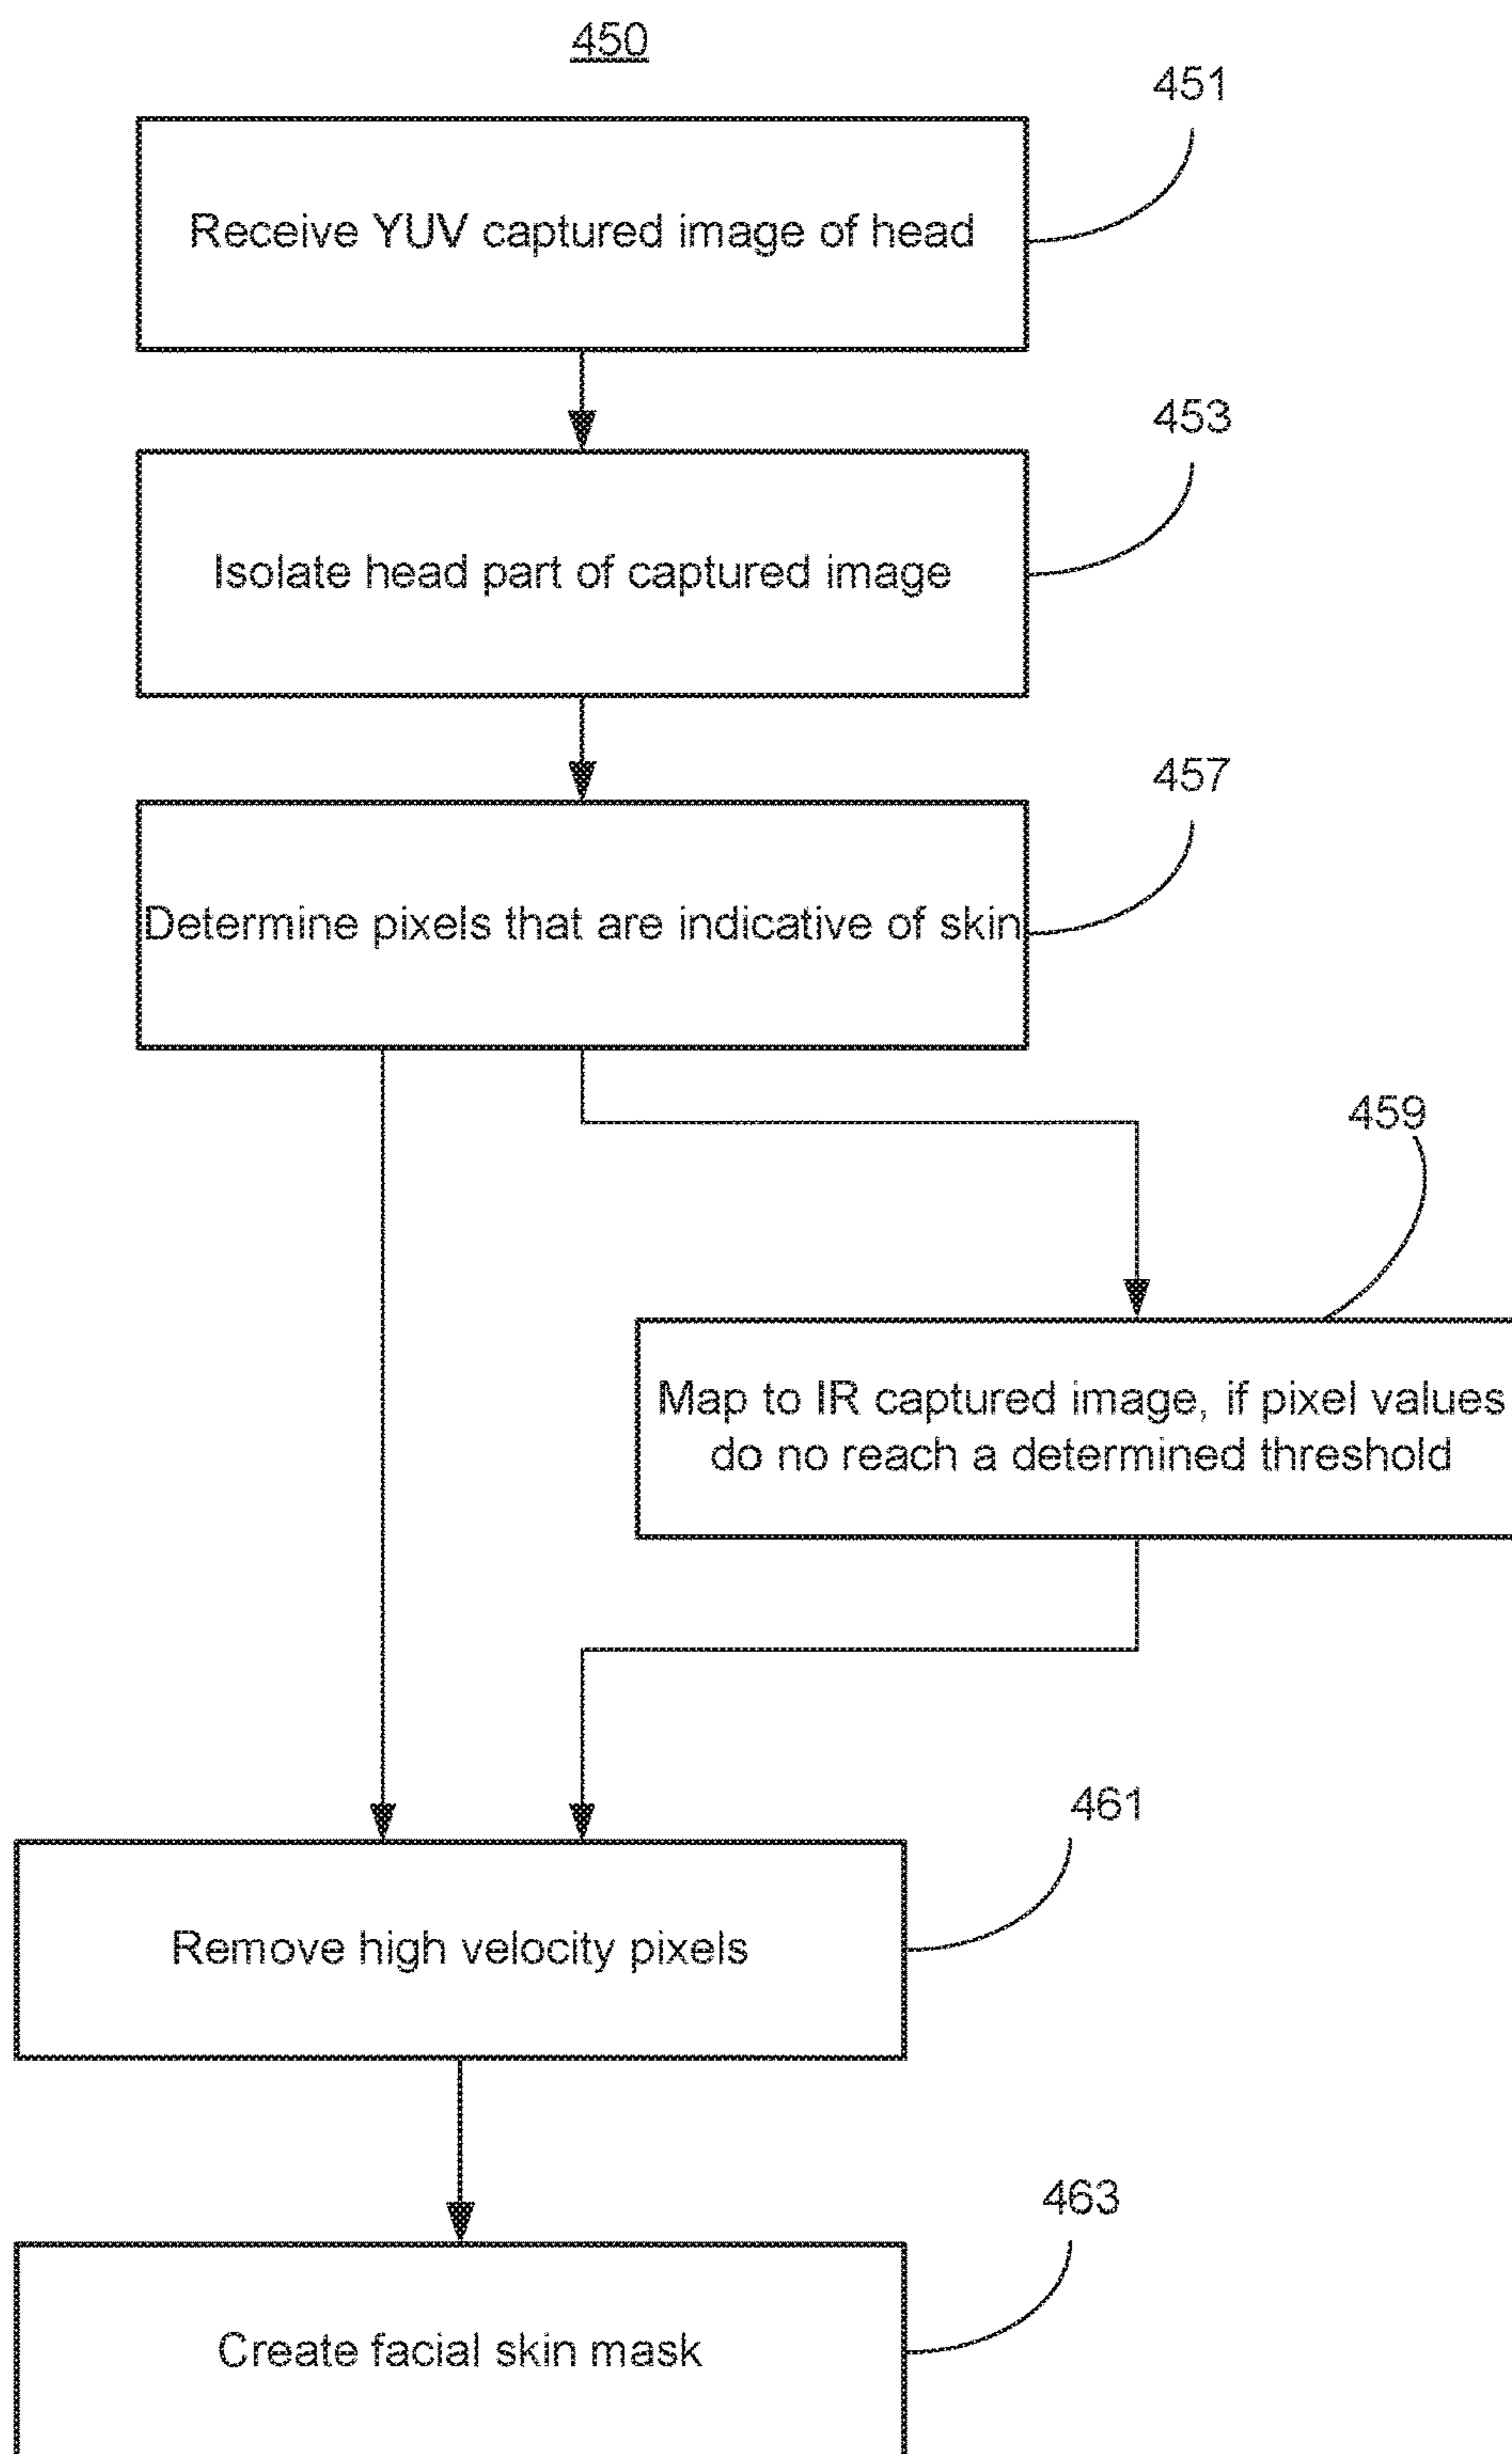 450
451
Receive YUV captured image of head
453
Isolate head part of captured image
457
Determine pixels that are indicative of skin
459
Map to IR captured image, if pixel values
do no reach a determined threshold
461
Remove high velocity pixels
463
Create facial skin mask